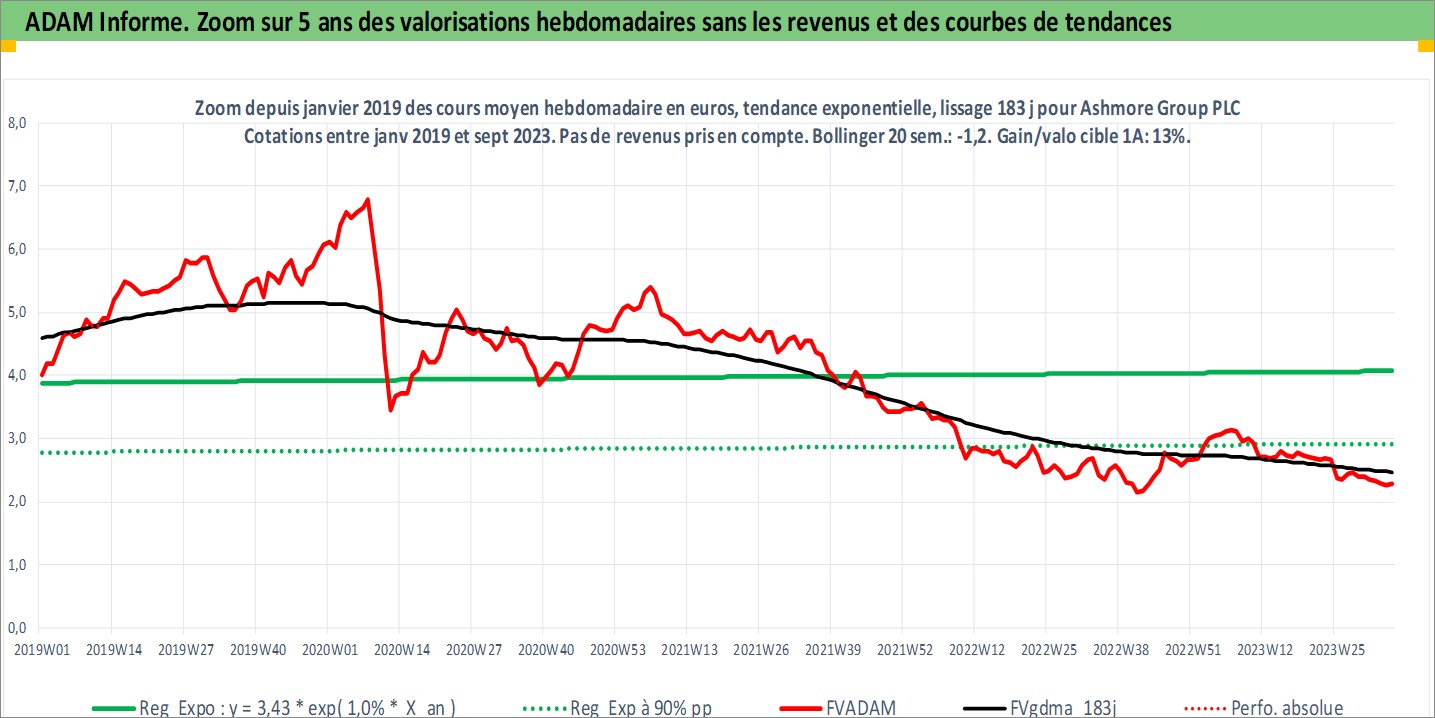 ADAM Informe. Zoom sur 5 ans des valorisations hebdomadaires sans les revenus et des courbes de tendances
Zoom depuis janvier 2019 des cours moyen hebdomadaire en euros, tendance exponentielle, lissage 183 j pour Ashmore Group PLC
Cotations entre janv 2019 et sept 2023. Pas de revenus pris en compte. Bollinger 20 sem.: -1,2. Gain/valo cible 1A: 13%.
8,0
7,0
6,0
5,0
4,0
3,0
2,0
1,0
0,0
2019W01 2019W14 2019W27 2019W40 2020W01 2020W14 2020W27 2020W40 2020W53 2021W13 2021W26 2021W39 2021W52 2022W12 2022W25 2022W38 2022W51 2023W12 2023W25
Reg Expo : y = 3,43 * exp( 1,0% * X an ) Reg Exp à 90% pp FVADAM FVgdma 183j Perfo. absolue